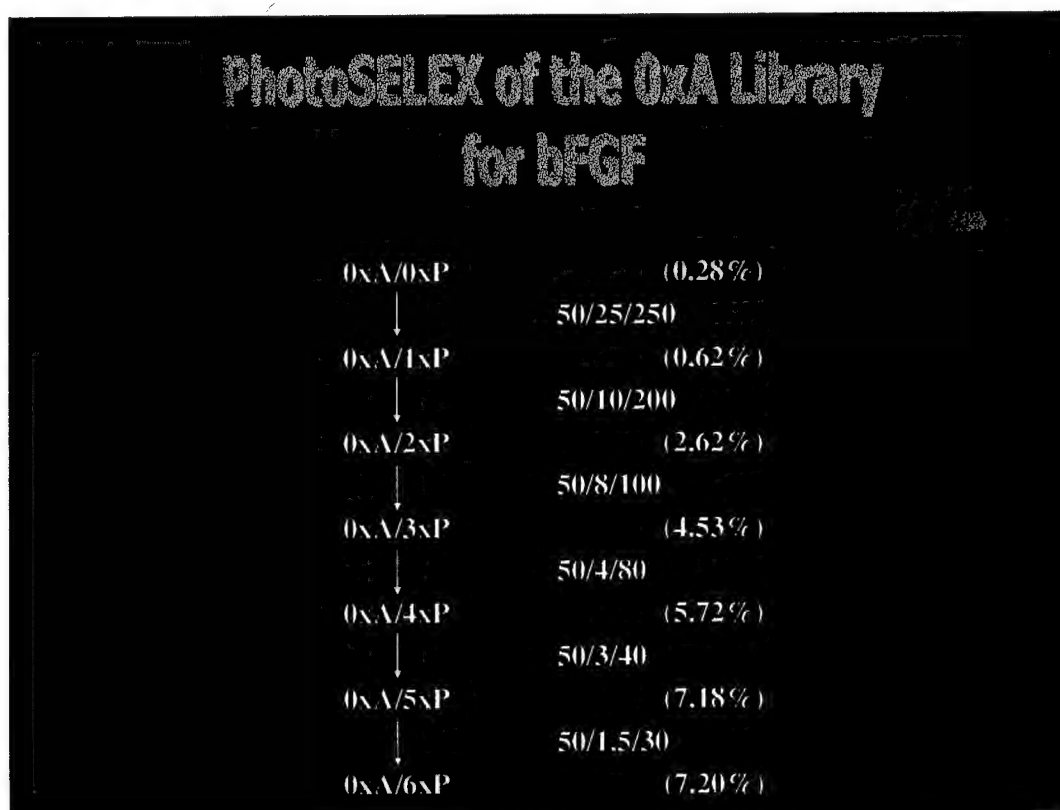 PhotoSELEX of the 0xA Library
for bFGF
0xA/0xP (0.28%)
50/25/250
0xA/1xP (0.62%)
50/10/200
0xA/2xP (2.62%)
50/8/100
0xA/3xP (4.53%)
50/4/80
0xA/4xP (5.72%)
50/3/40
0xA/5xP (7.18%)
50/1.5/30
0xA/6xP (7.20%)